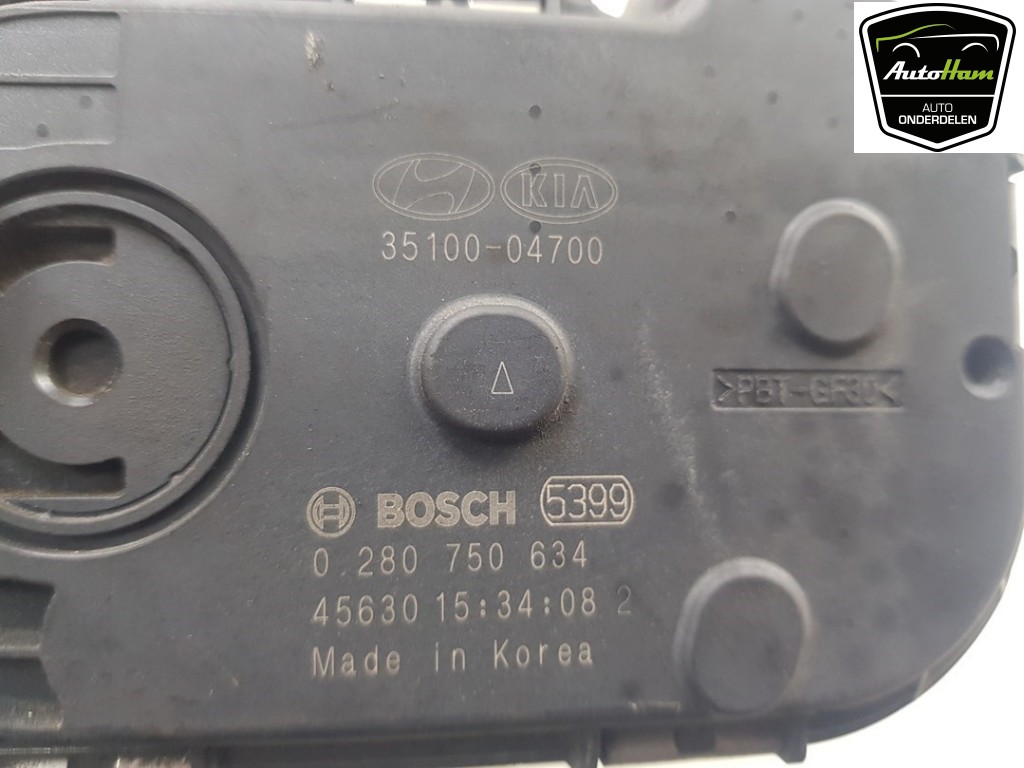 AutoHam
AUTO
ONDERDELEN
KIA
35100-04700
>PBT-GF30<
BOSCH 5399
0 280 750 634
45630 15:34:08 2
Made in Korea